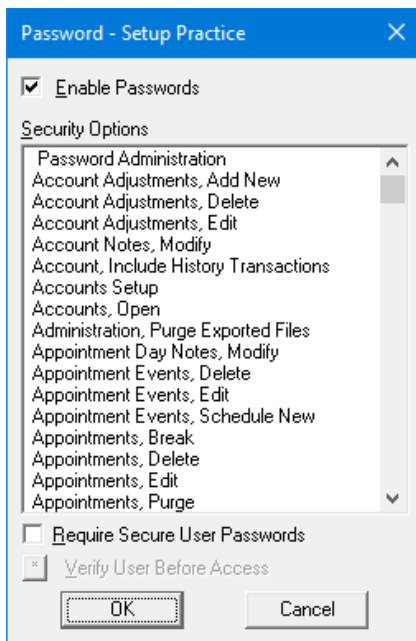 Password - Setup Practice
Enable Passwords
Security Options
Password Administration
Account Adjustments, Add New
Account Adjustments, Delete
Account Adjustments, Edit
Account Notes, Modify
Account, Include History Transactions
Accounts Setup
Accounts, Open
Administration, Purge Exported Files
Appointment Day Notes, Modify
Appointment Events, Delete
Appointment Events, Edit
Appointment Events, Schedule New
Appointments, Break
Appointments, Delete
Appointments, Edit
Appointments, Purge
Require Secure User Passwords
* Verify User Before Access
OK Cancel